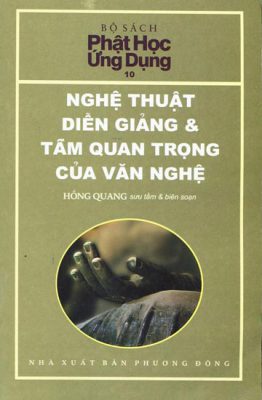 BỘ SÁCH
Phật Học
Ứng Dụng
10
NGHỆ THUẬT
DIỄN GIẢNG &
TẦM QUAN TRỌNG
CỦA VĂN NGHỆ
HỒNG QUANG sưu tầm & biên soạn
NHÀ XUẤT BẢN PHƯƠNG ĐÔNG